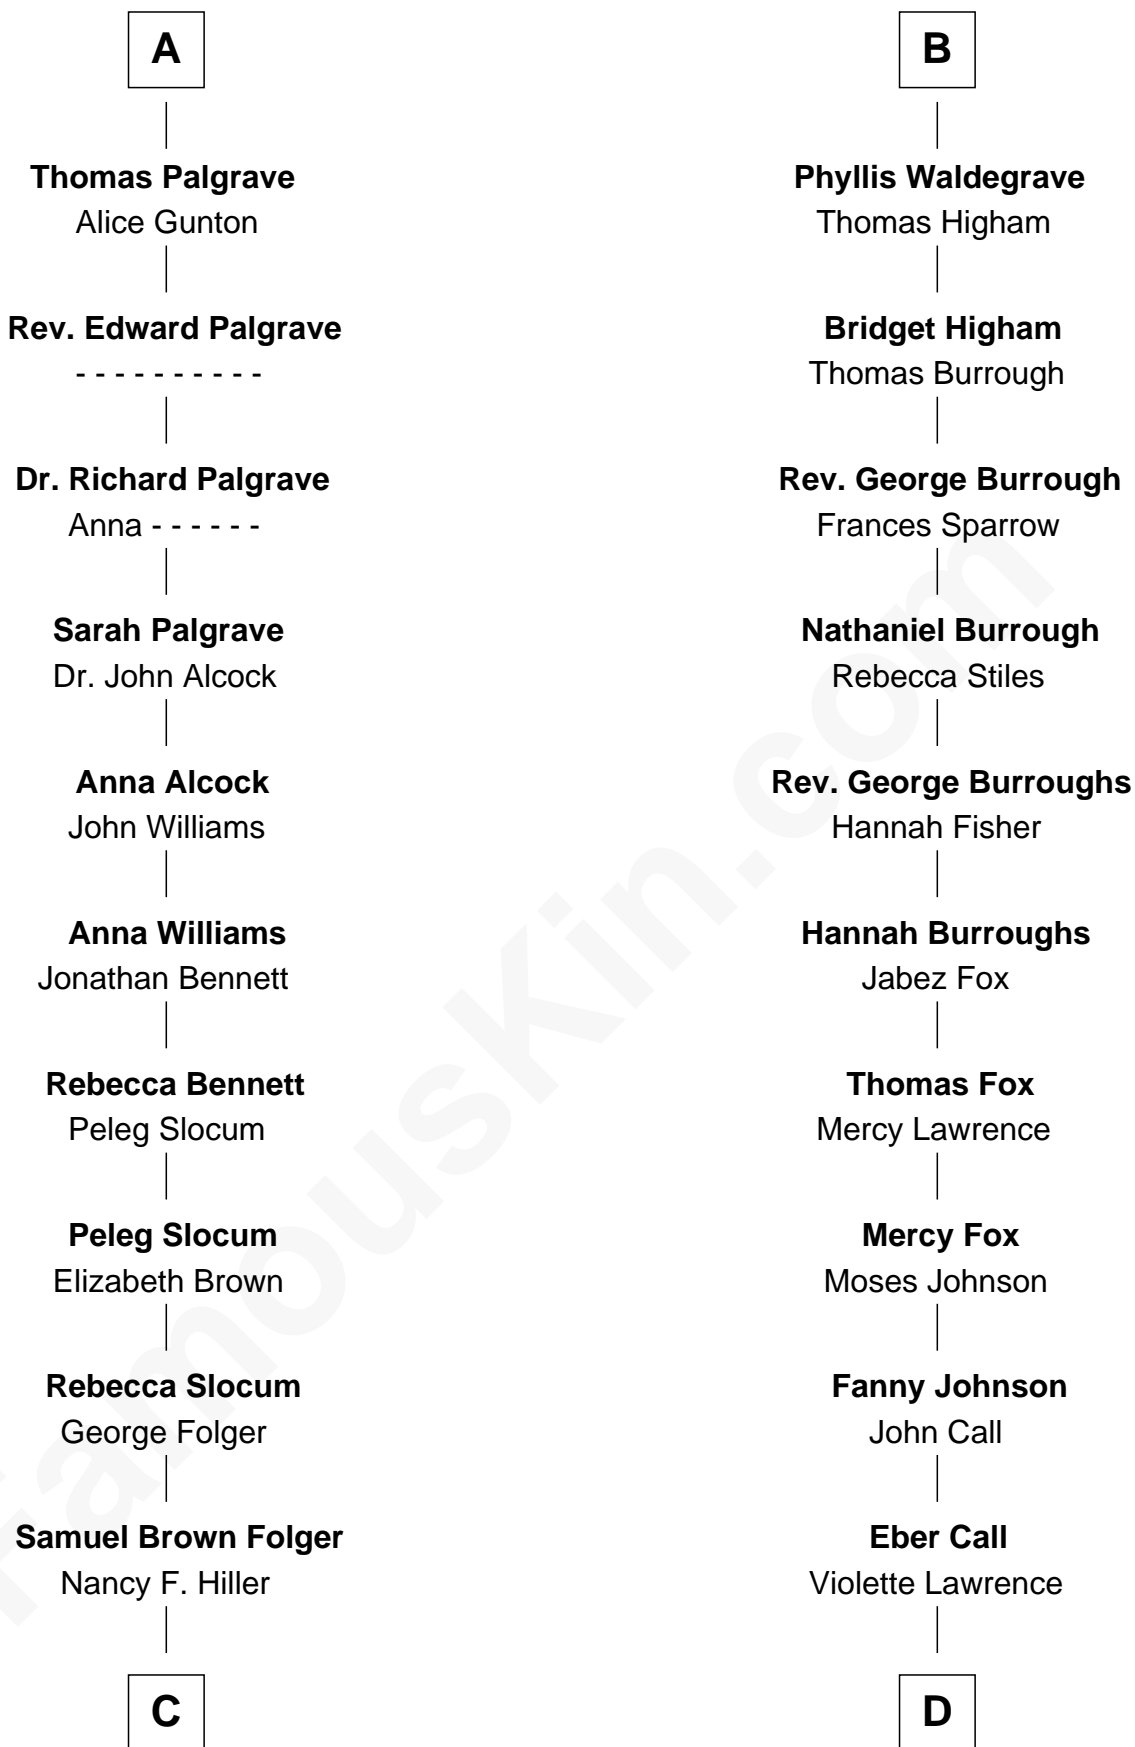 A
Thomas Palgrave
Alice Gunton
Rev. Edward Palgrave
- - - - - - - - - -
Dr. Richard Palgrave
Anna - - - - - -
Sarah Palgrave
Dr. John Alcock
Anna Alcock
John Williams
Anna Williams
Jonathan Bennett
Rebecca Bennett
Peleg Slocum
Peleg Slocum
Elizabeth Brown
Rebecca Slocum
George Folger
Samuel Brown Folger
Nancy F. Hiller
C
B
Phyllis Waldegrave
Thomas Higham
Bridget Higham
Thomas Burrough
Rev. George Burrough
Frances Sparrow
Nathaniel Burrough
Rebecca Stiles
Rev. George Burroughs
Hannah Fisher
Hannah Burroughs
Jabez Fox
Thomas Fox
Mercy Lawrence
Mercy Fox
Moses Johnson
Fanny Johnson
John Call
Eber Call
Violette Lawrence
D
FamousKin.com